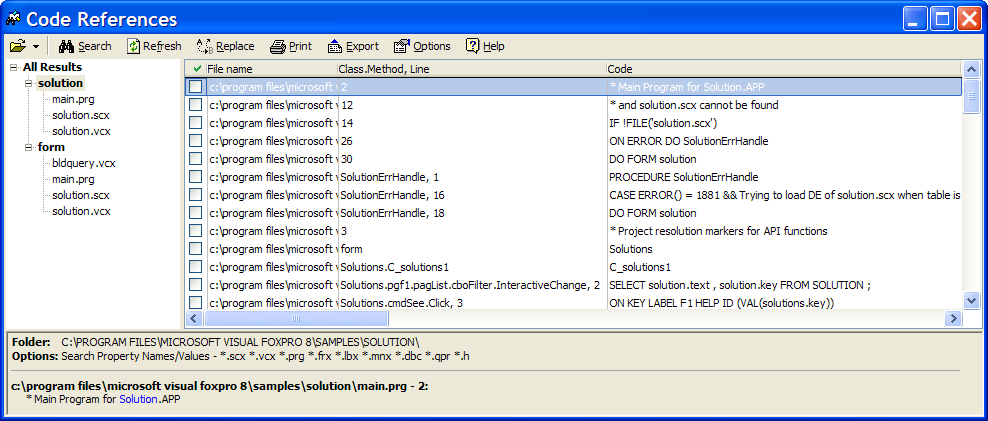 Code References
Search Refresh Replace Print Export Options Help
All Results
solution
main.prg
solution.scx
solution.vcx
form
bldquery.vcx
main.prg
solution.scx
solution.vcx
File name Class.Method, Line Code
c:\program files\microsoft v 2 * Main Program for Solution.APP
c:\program files\microsoft v 12 * and solution.scx cannot be found
c:\program files\microsoft v 14 IF !FILE('solution.scx')
c:\program files\microsoft v 26 ON ERROR DO SolutionErrHandle
c:\program files\microsoft v 30 DO FORM solution
c:\program files\microsoft v SolutionErrHandle, 1 PROCEDURE SolutionErrHandle
c:\program files\microsoft v SolutionErrHandle, 16 CASE ERROR() = 1881 && Trying to load DE of solution.scx when table is
c:\program files\microsoft v SolutionErrHandle, 18 DO FORM solution
c:\program files\microsoft v 3 * Project resolution markers for API functions
c:\program files\microsoft v form Solutions
c:\program files\microsoft v Solutions.C_solutions1 C_solutions1
c:\program files\microsoft v Solutions.pgf1.pagList.cboFilter.InteractiveChange, 2 SELECT solution.text , solution.key FROM SOLUTION ;
c:\program files\microsoft v Solutions.cmdSee.Click, 3 ON KEY LABEL F1 HELP ID (VAL(solutions.key))
Folder: C:\PROGRAM FILES\MICROSOFT VISUAL FOXPRO 8\SAMPLES\SOLUTION\
Options: Search Property Names/Values - *.scx *.vcx *.prg *.frx *.lbx *.mnx *.dbc *.qpr *.h
c:\program files\microsoft visual foxpro 8\samples\solution\main.prg - 2:
* Main Program for Solution.APP